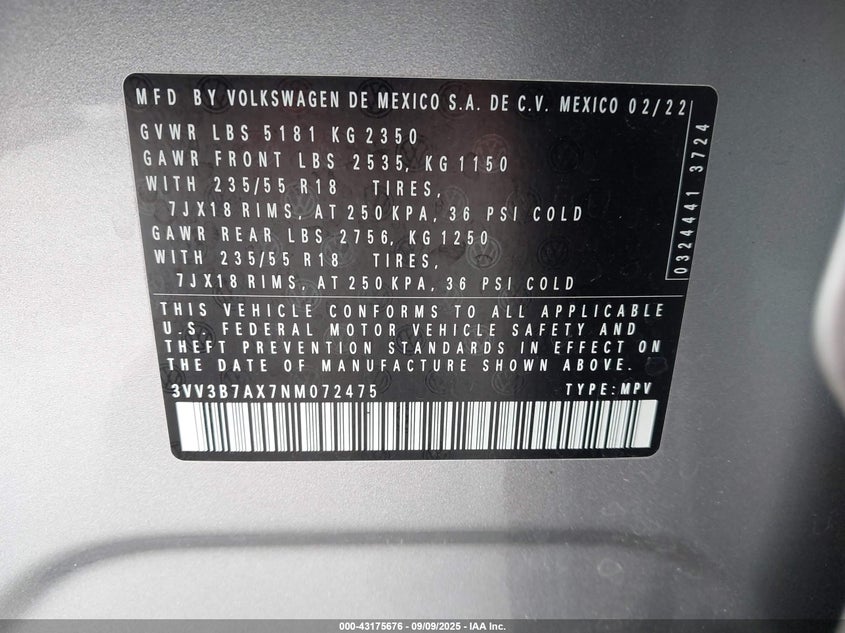 MFD BY VOLKSWAGEN DE MEXICO S.A. DE C.V. MEXICO 02/22
GVWR LBS 5181 KG 2350
GAWR FRONT LBS 2535, KG 1150
WITH 235/55 R18 TIRES,
7JX18 RIMS, AT 250 KPA, 36 PSI COLD
GAWR REAR LBS 2756, KG 1250
WITH 235/55 R18 TIRES,
7JX18 RIMS, AT 250 KPA, 36 PSI COLD
0324441 3724
THIS VEHICLE CONFORMS TO ALL APPLICABLE
U.S. FEDERAL MOTOR VEHICLE SAFETY AND
THEFT PREVENTION STANDARDS IN EFFECT ON
THE DATE OF MANUFACTURE SHOWN ABOVE.
3VV3B7AX7NM072475 TYPE: MPV
000-43175676 / 09/09/2025 - IAA Inc.